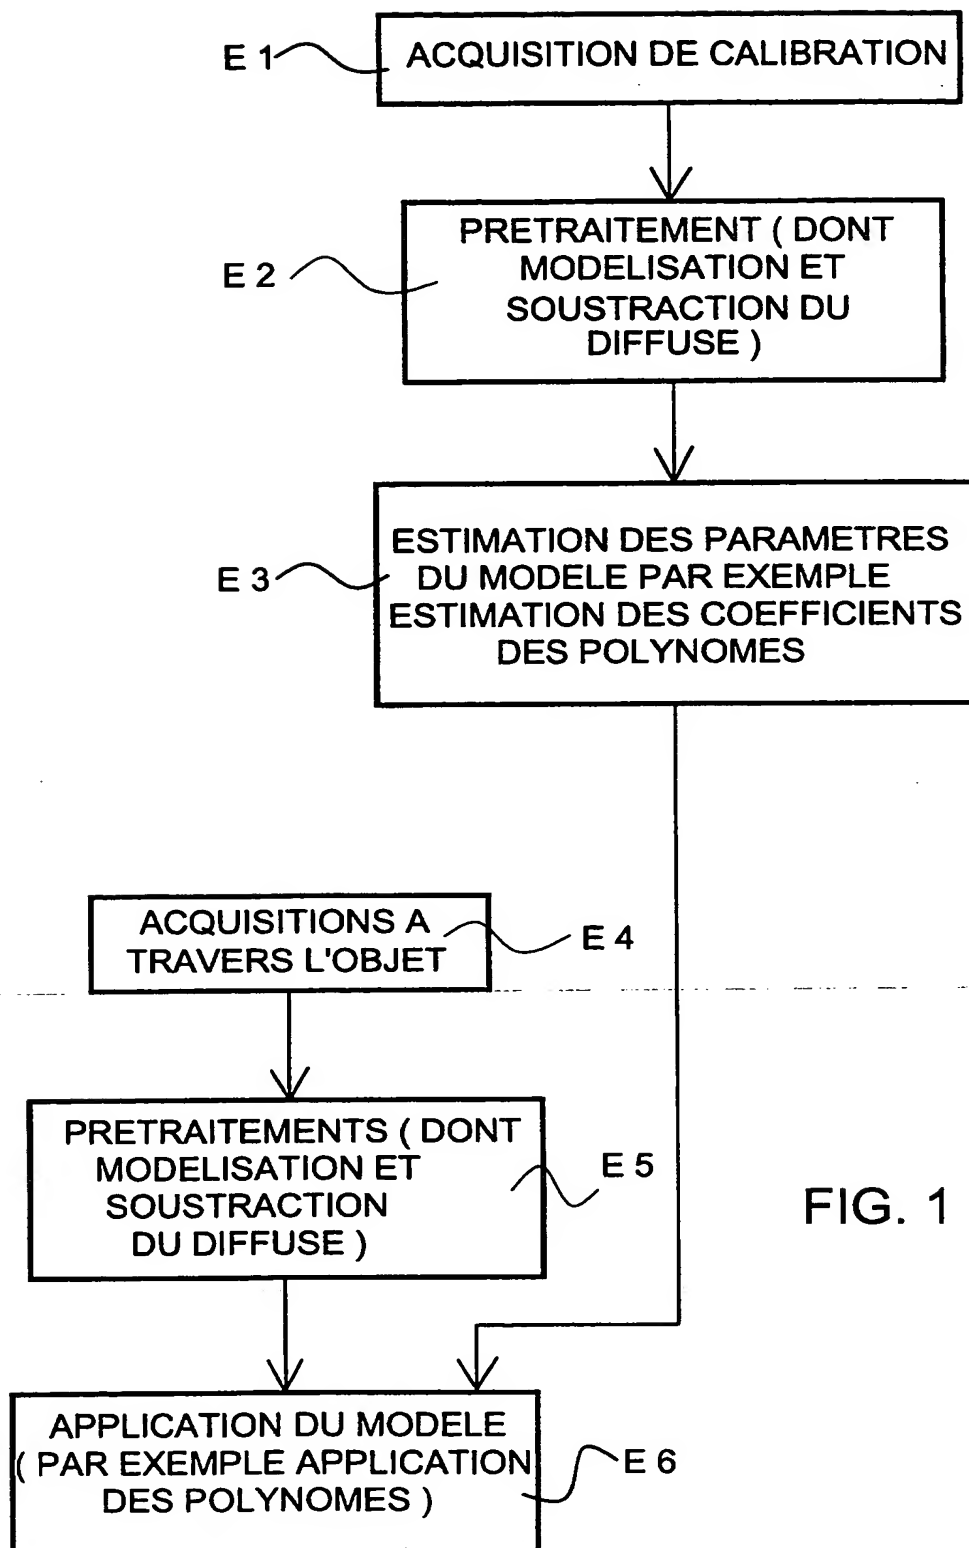 E 1
ACQUISITION DE CALIBRATION
E 2
PRETRAITEMENT ( DONT
MODELISATION ET
SOUSTRACTION DU
DIFFUSE )
E 3
ESTIMATION DES PARAMETRES
DU MODELE PAR EXEMPLE
ESTIMATION DES COEFFICIENTS
DES POLYNOMES
ACQUISITIONS A
TRAVERS L'OBJET
E 4
PRETRAITEMENTS ( DONT
MODELISATION ET
SOUSTRACTION
DU DIFFUSE )
E 5
FIG. 1
APPLICATION DU MODELE
( PAR EXEMPLE APPLICATION
DES POLYNOMES )
E 6